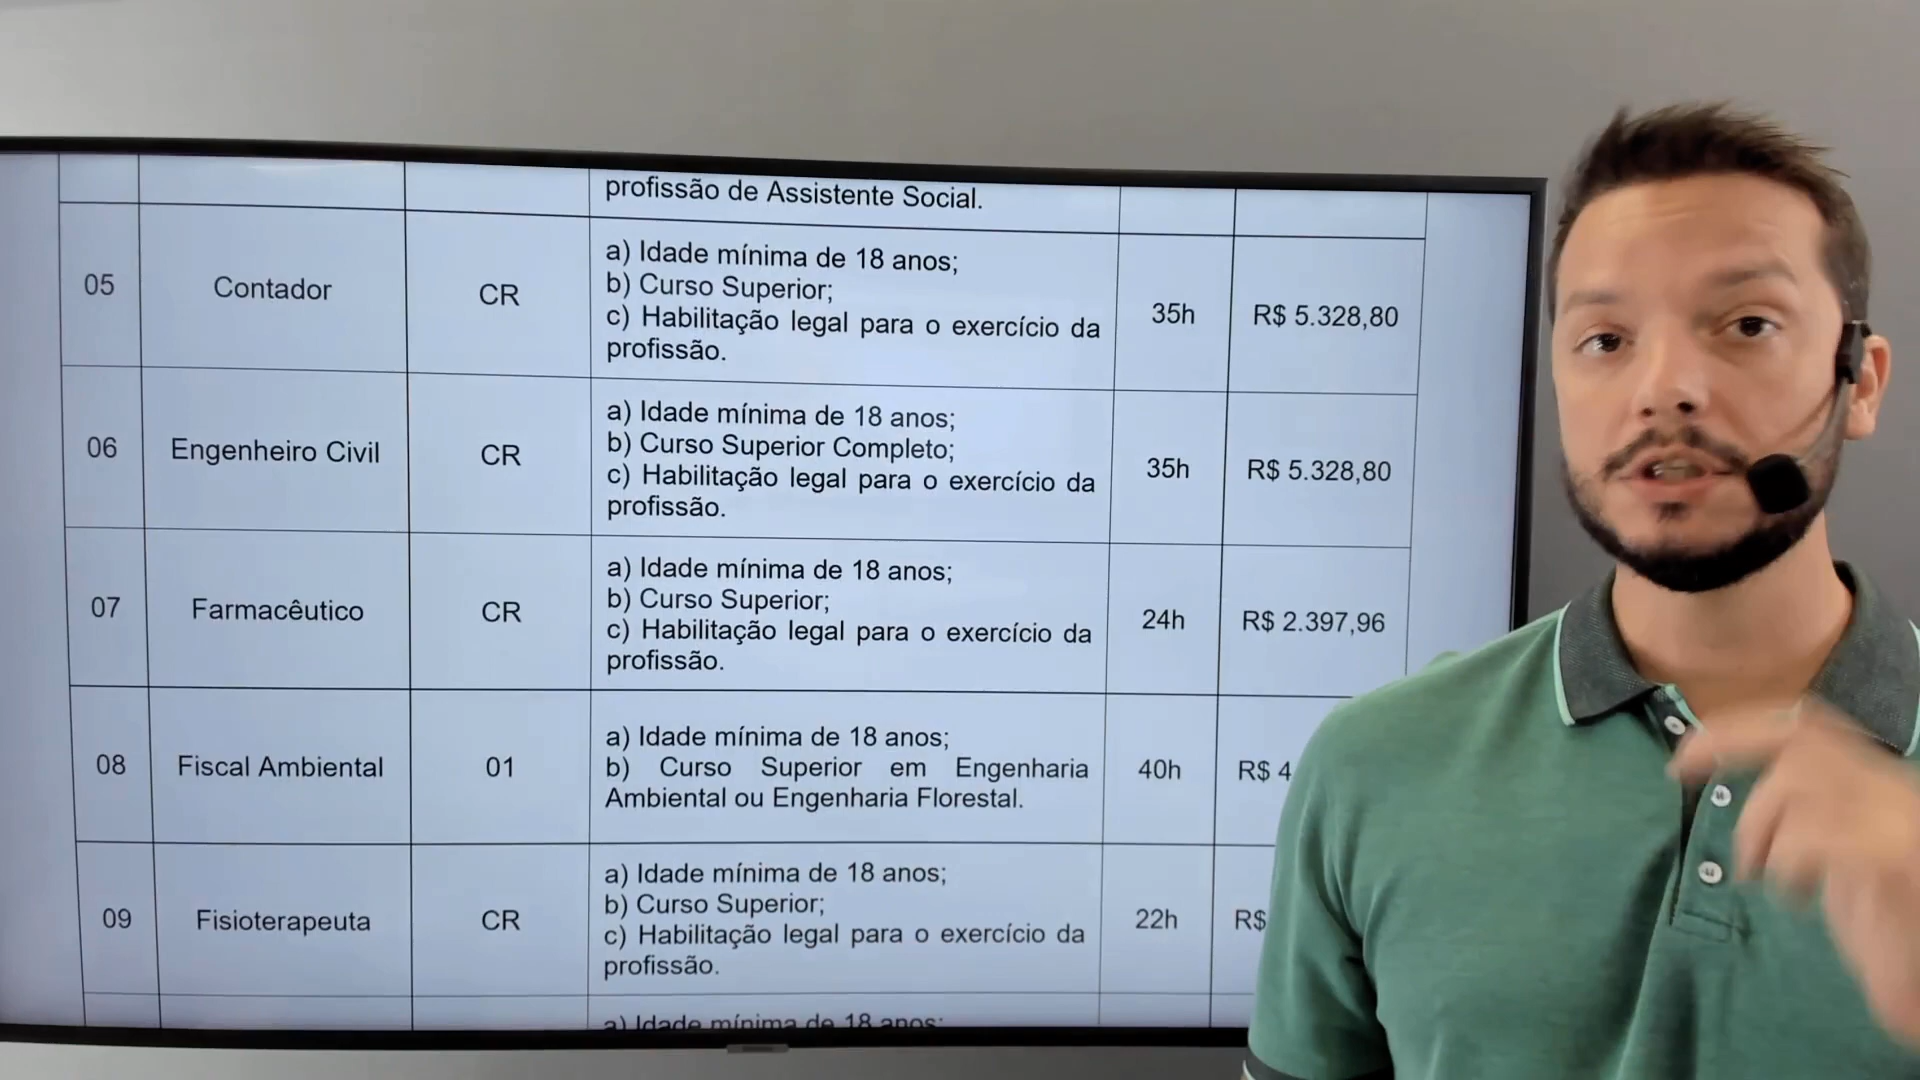 profissão de Assistente Social.
05
Contador
CR
a) Idade mínima de 18 anos;
b) Curso Superior;
c) Habilitação legal para o exercício da
profissão.
35h
R$ 5.328,80
06
Engenheiro Civil
CR
a) Idade mínima de 18 anos;
b) Curso Superior Completo;
c) Habilitação legal para o exercício da
profissão.
35h
R$ 5.328,80
07
Farmacêutico
CR
a) Idade mínima de 18 anos;
b) Curso Superior;
c) Habilitação legal para o exercício da
profissão.
24h
R$ 2.397,96
08
Fiscal Ambiental
01
a) Idade mínima de 18 anos;
b) Curso Superior em Engenharia
Ambiental ou Engenharia Florestal.
40h
R$ 4
09
Fisioterapeuta
CR
a) Idade mínima de 18 anos;
b) Curso Superior;
c) Habilitação legal para o exercício da
profissão.
22h
R$
a) Idade mínima de 18 anos;